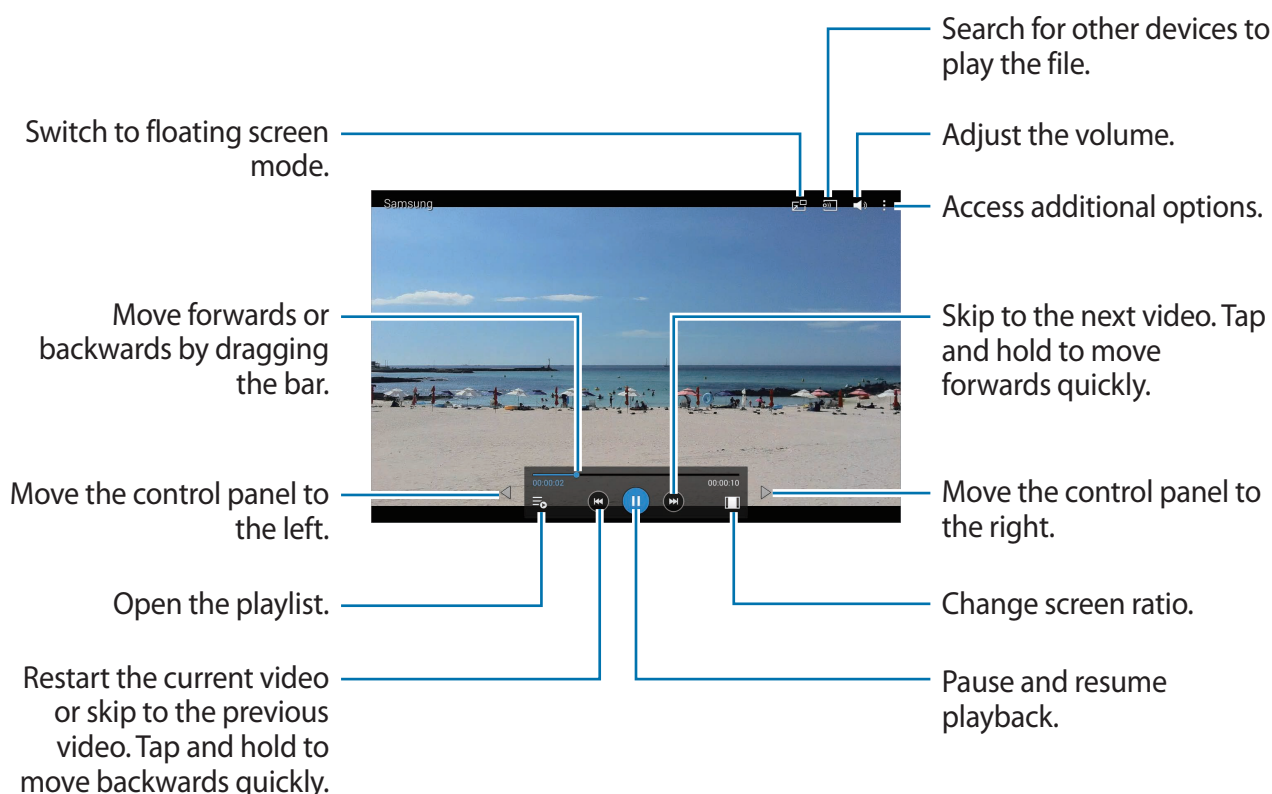 Search for other devices to
play the file.
Switch to floating screen
mode.
Adjust the volume.
Samsung
Access additional options.
Move forwards or
backwards by dragging
the bar.
Skip to the next video. Tap
and hold to move
forwards quickly.
00:00:02
00:00:10
Move the control panel to
the left.
Move the control panel to
the right.
Open the playlist.
Change screen ratio.
Restart the current video
or skip to the previous
video. Tap and hold to
move backwards quickly.
Pause and resume
playback.